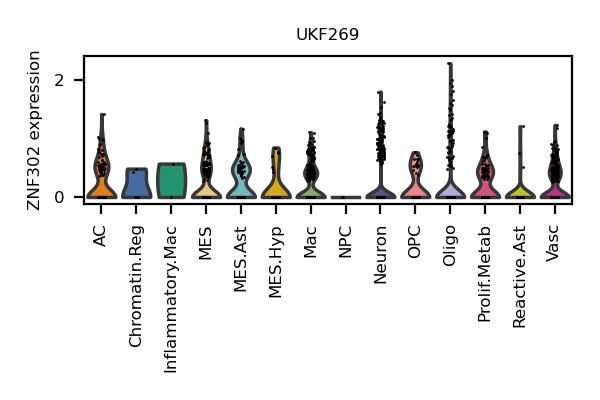 UKF269
ZNF302 expression
2
0
AC
Chromatin.Reg
Inflammatory.Mac
MES
MES.Ast
MES.Hyp
Mac
NPC
Neuron
OPC
Oligo
Prolif.Metab
Reactive.Ast
Vasc